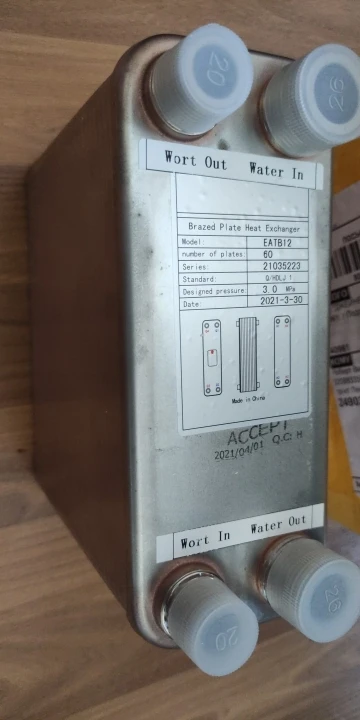 20
26
Wort Out Water In
Brazed Plate Heat Exchanger
Model: EATB12
number of plates: 60
Series: 21035223
Designed pressure: 3.0 MPa
Date: 2021-3-30
Made in China
ACCEPT
2021/04/01 Q.C: H
Wort In Water Out
20
26